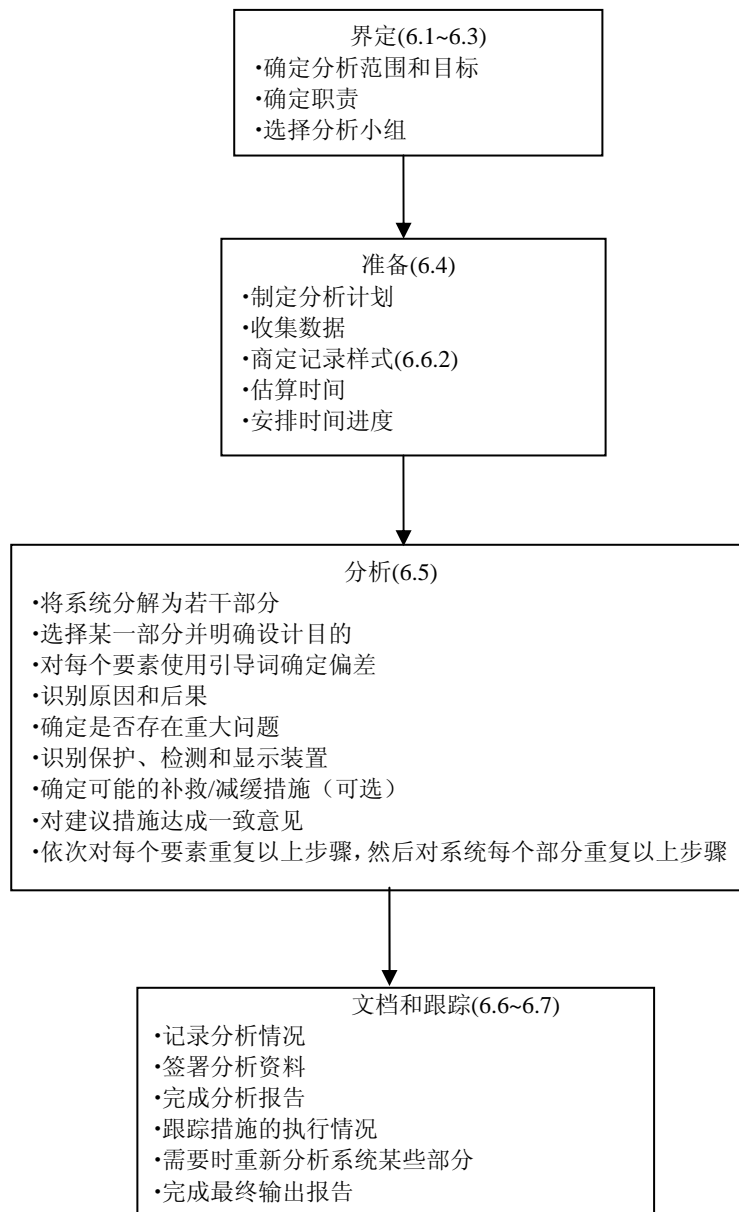 界定(6.1~6.3)
·确定分析范围和目标
·确定职责
·选择分析小组
准备(6.4)
·制定分析计划
·收集数据
·商定记录样式(6.6.2)
·估算时间
·安排时间进度
分析(6.5)
·将系统分解为若干部分
·选择某一部分并明确设计目的
·对每个要素使用引导词确定偏差
·识别原因和后果
·确定是否存在重大问题
·识别保护、检测和显示装置
·确定可能的补救/减缓措施（可选）
·对建议措施达成一致意见
·依次对每个要素重复以上步骤，然后对系统每个部分重复以上步骤
文档和跟踪(6.6~6.7)
·记录分析情况
·签署分析资料
·完成分析报告
·跟踪措施的执行情况
·需要时重新分析系统某些部分
·完成最终输出报告